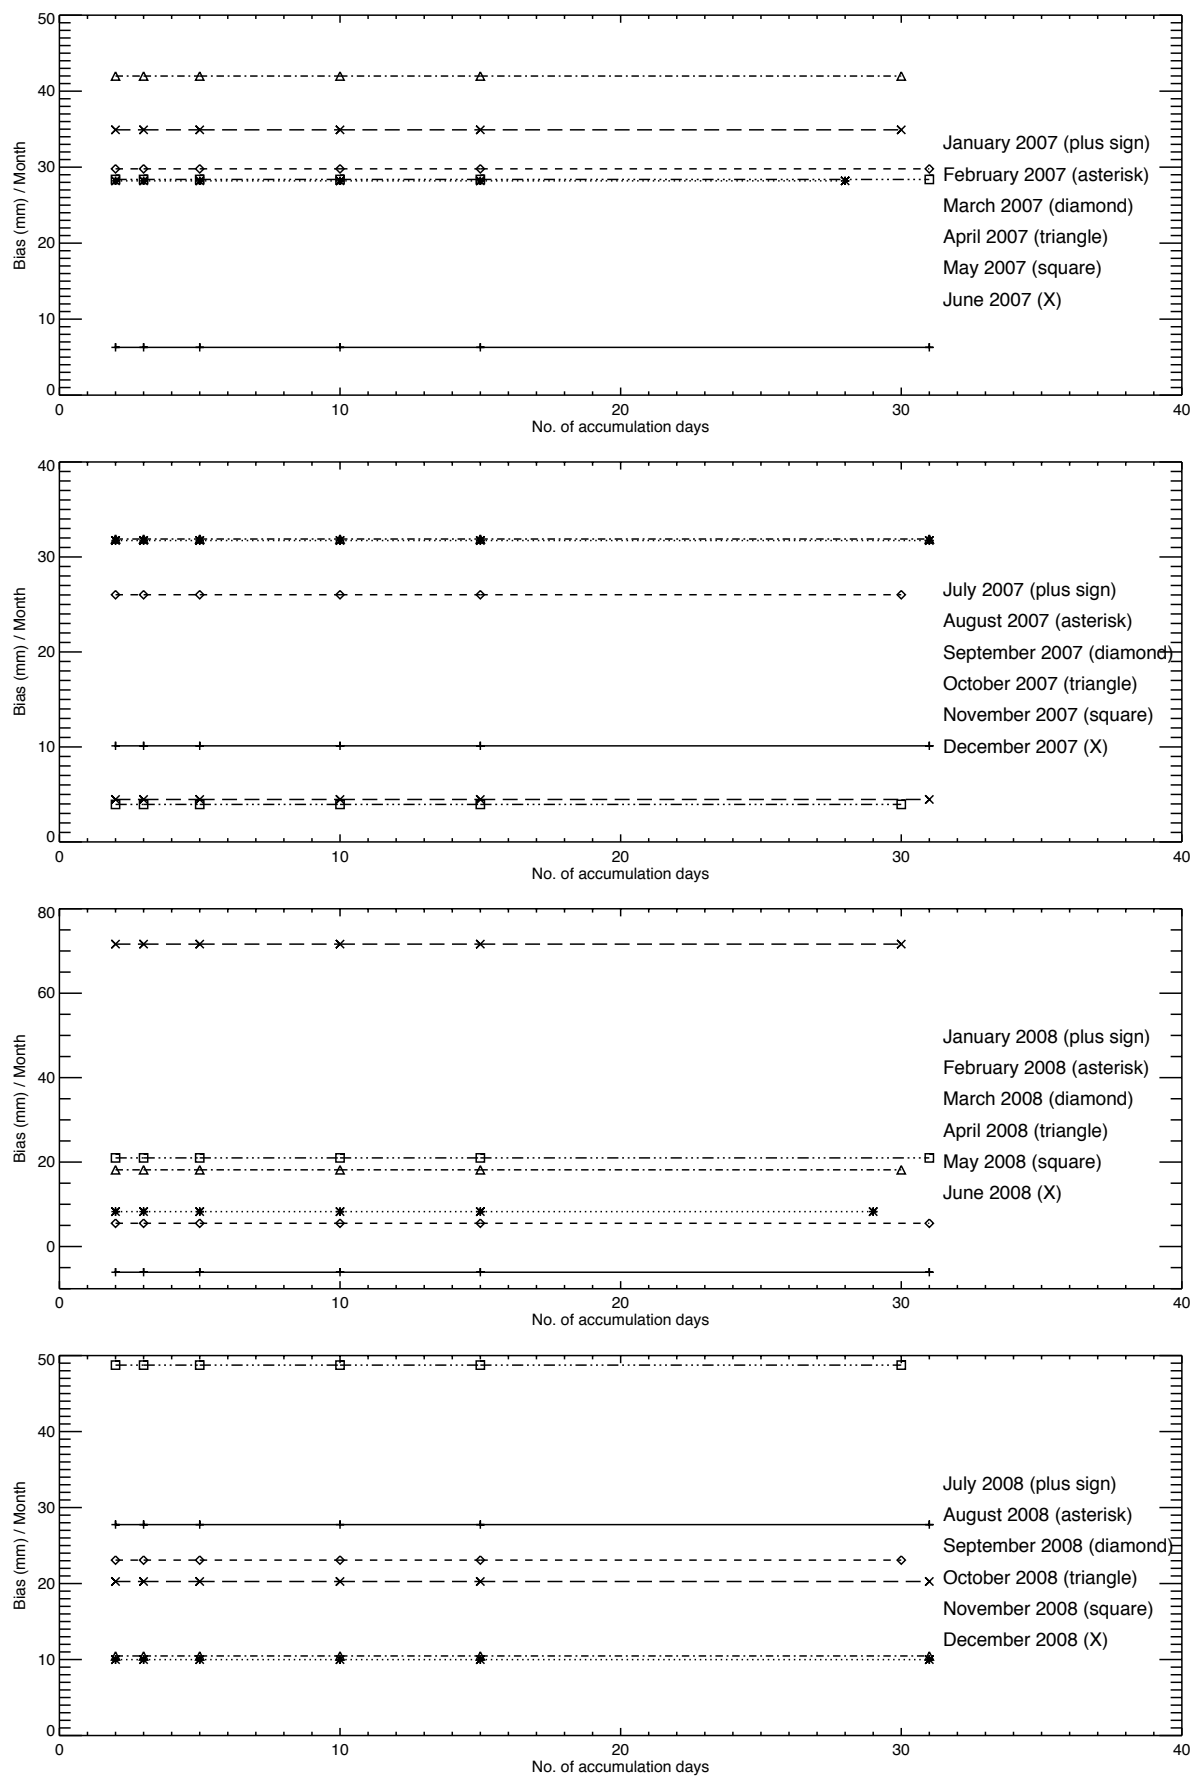 50
40
30
20
10
0
Bias (mm) / Month
January 2007 (plus sign)
February 2007 (asterisk)
March 2007 (diamond)
April 2007 (triangle)
May 2007 (square)
June 2007 (X)
0 10 20 30 40
No. of accumulation days
40
30
20
10
0
Bias (mm) / Month
July 2007 (plus sign)
August 2007 (asterisk)
September 2007 (diamond)
October 2007 (triangle)
November 2007 (square)
December 2007 (X)
0 10 20 30 40
No. of accumulation days
80
60
40
20
0
Bias (mm) / Month
January 2008 (plus sign)
February 2008 (asterisk)
March 2008 (diamond)
April 2008 (triangle)
May 2008 (square)
June 2008 (X)
0 10 20 30 40
No. of accumulation days
50
40
30
20
10
0
Bias (mm) / Month
July 2008 (plus sign)
August 2008 (asterisk)
September 2008 (diamond)
October 2008 (triangle)
November 2008 (square)
December 2008 (X)
0 10 20 30 40
No. of accumulation days